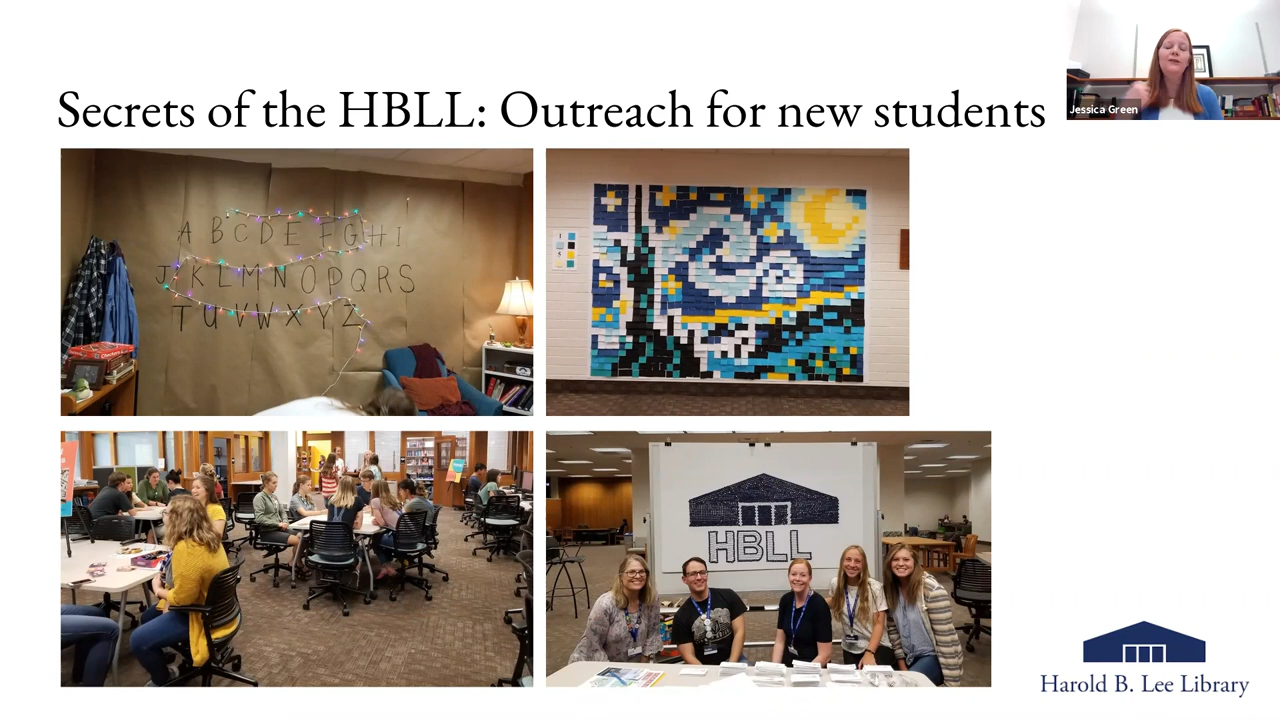 Secrets of the HBLL: Outreach for new students
Jessica Green
A B C D E F G H I
J K L M N O P Q R S
T U V W X Y Z
HBLL
Harold B. Lee Library